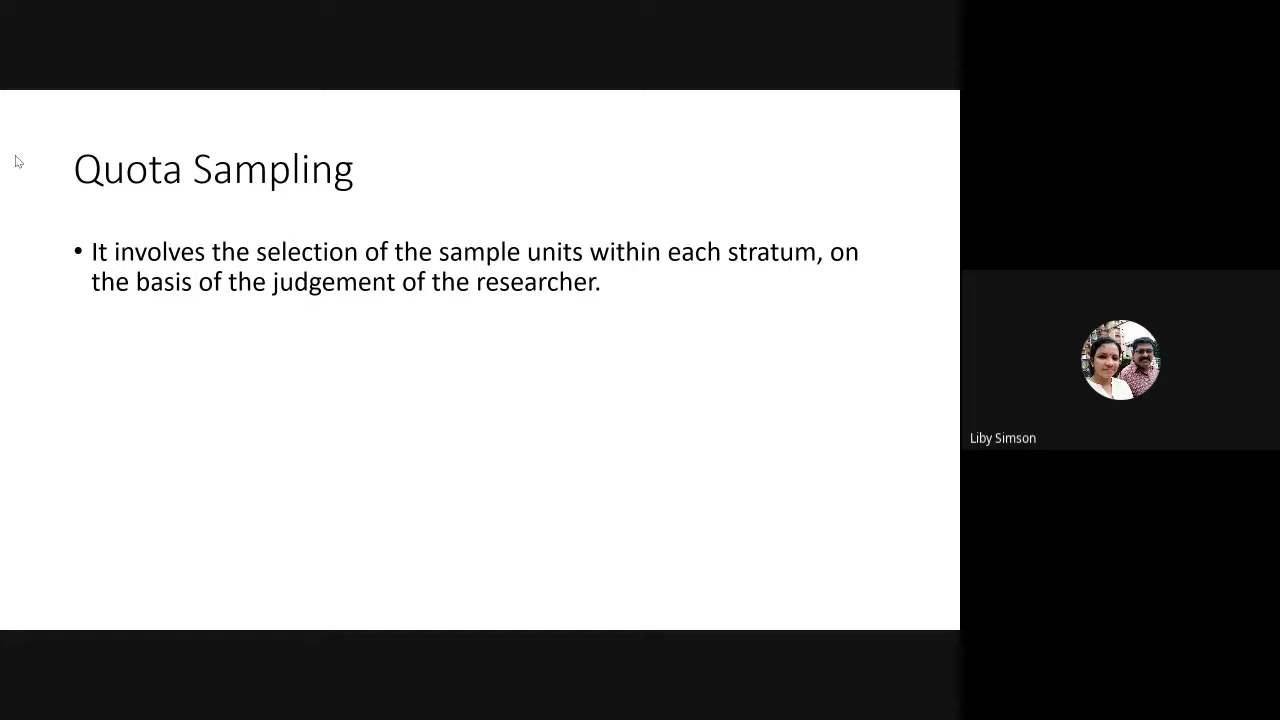 Quota Sampling
• It involves the selection of the sample units within each stratum, on
the basis of the judgement of the researcher.
Liby Simson